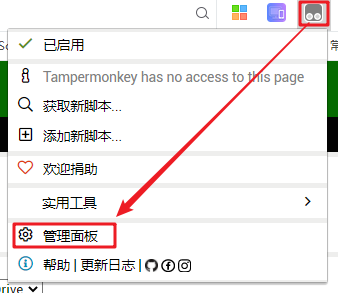 已启用
Tampermonkey has no access to this page
获取新脚本...
添加新脚本...
欢迎捐助
实用工具
管理面板
帮助 | 更新日志 |
Drive